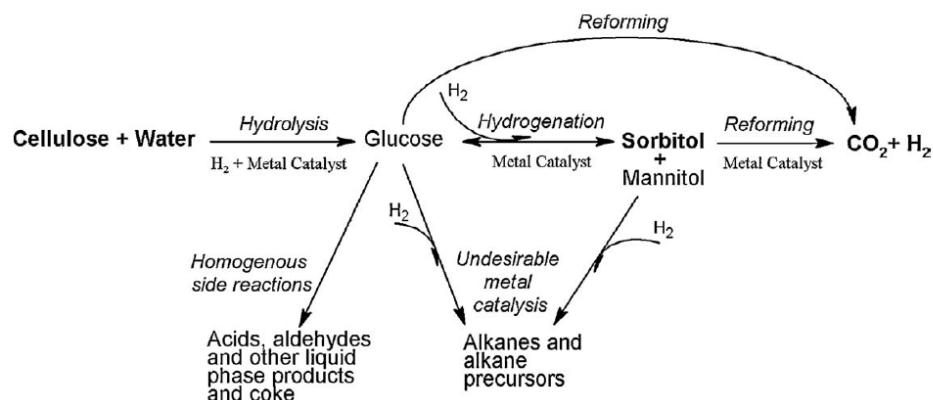 Reforming
H2
Cellulose + Water
Hydrolysis
H2 + Metal Catalyst
Glucose
Hydrogenation
Metal Catalyst
Sorbitol
+
Mannitol
Reforming
Metal Catalyst
CO2+ H2
H2
H2
Homogenous
side reactions
Undesirable
metal
catalysis
Acids, aldehydes
and other liquid
phase products
and coke
Alkanes and
alkane
precursors